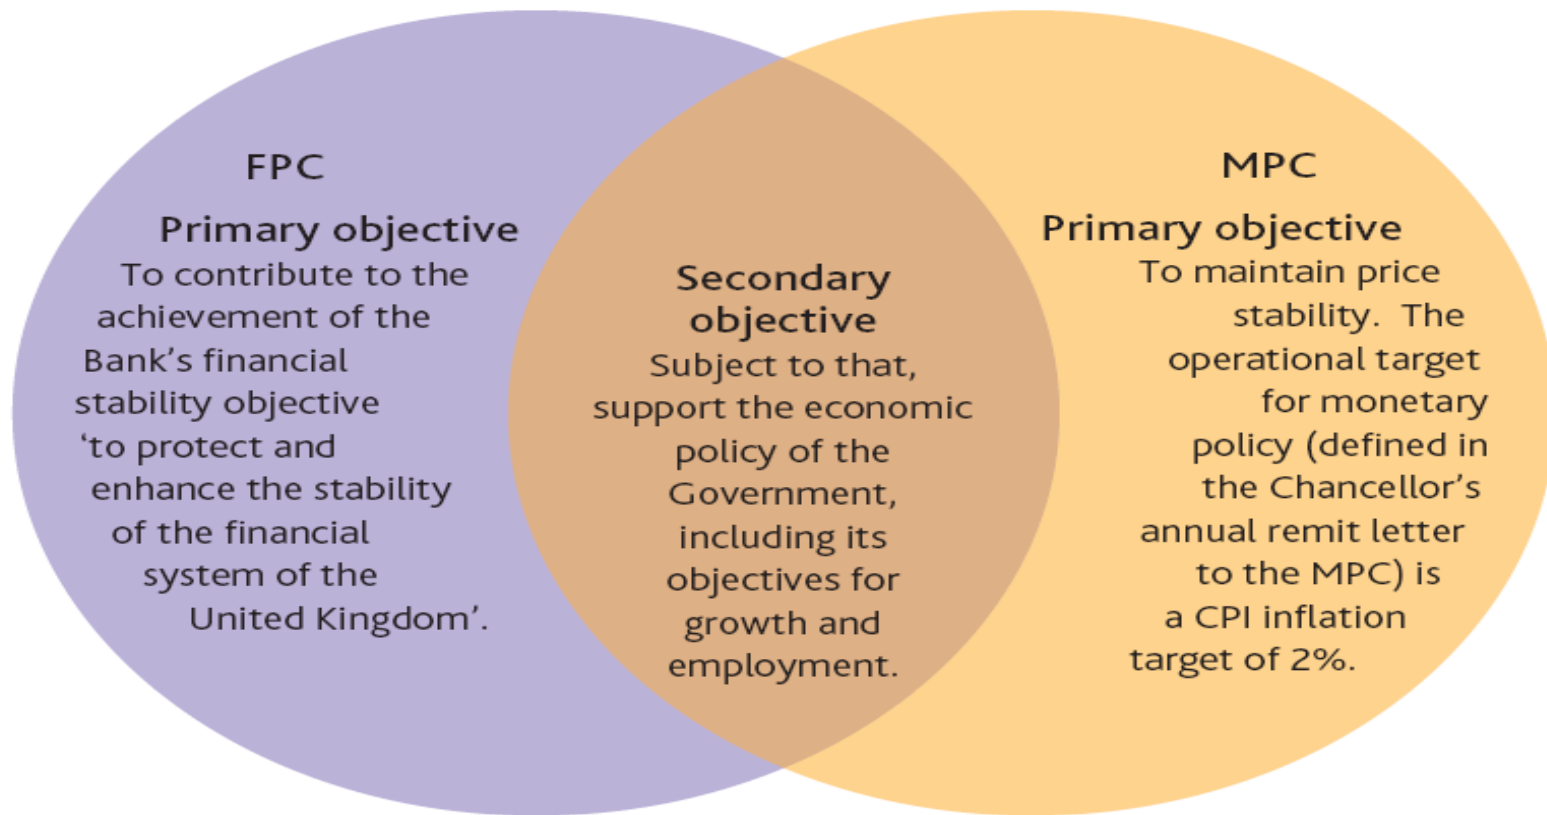 FPC
Primary objective
To contribute to the
achievement of the
Bank’s financial
stability objective
‘to protect and
enhance the stability
of the financial
system of the
United Kingdom’.
Secondary
objective
Subject to that,
support the economic
policy of the
Government,
including its
objectives for
growth and
employment.
MPC
Primary objective
To maintain price
stability.  The
operational target
for monetary
policy (defined in
the Chancellor’s
annual remit letter
to the MPC) is
a CPI inflation
target of 2%.